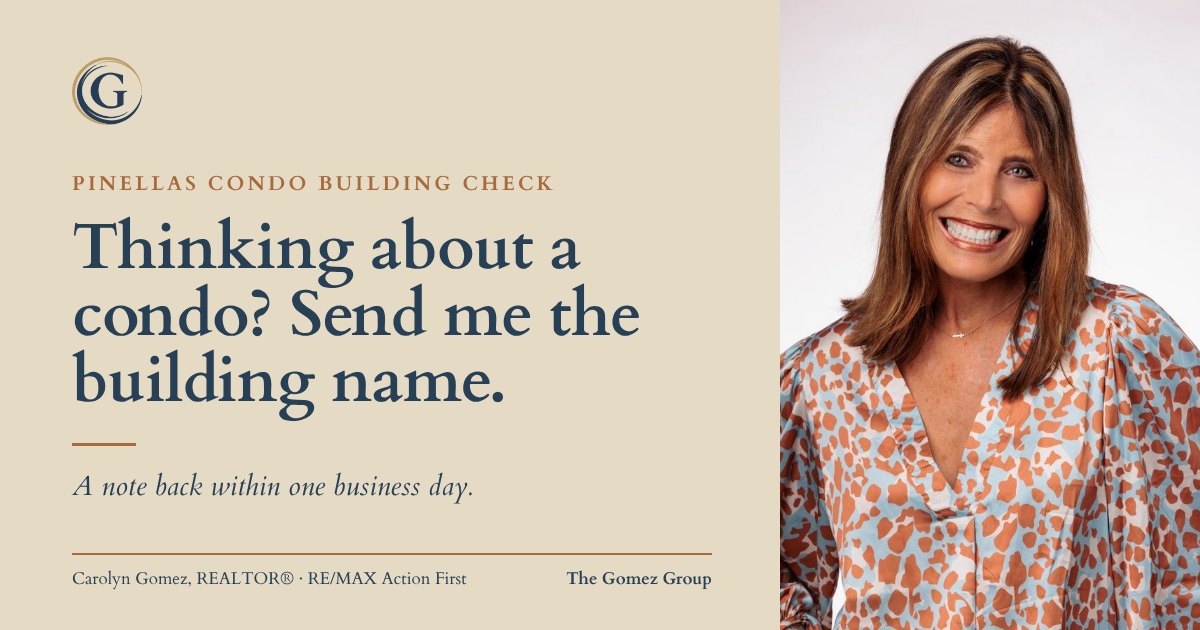 G
PINELLAS CONDO BUILDING CHECK
Thinking about a
condo? Send me the
building name.
A note back within one business day.
Carolyn Gomez, REALTOR® · RE/MAX Action First
The Gomez Group